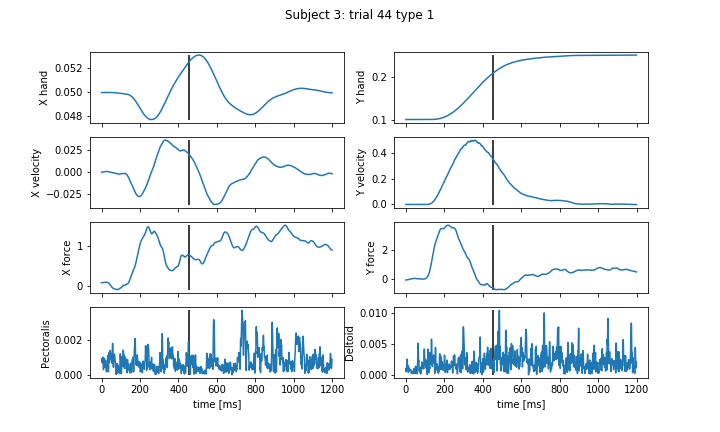 Subject 3: trial 44 type 1
X hand
0.052
0.050
0.048
Y hand
0.2
0.1
X velocity
0.025
0.000
−0.025
Y velocity
0.4
0.2
0.0
X force
1
0
Y force
2
0
Pectoralis
0.002
0.000
0 200 400 600 800 1000 1200
time [ms]
Deltoid
0.010
0.005
0.000
0 200 400 600 800 1000 1200
time [ms]